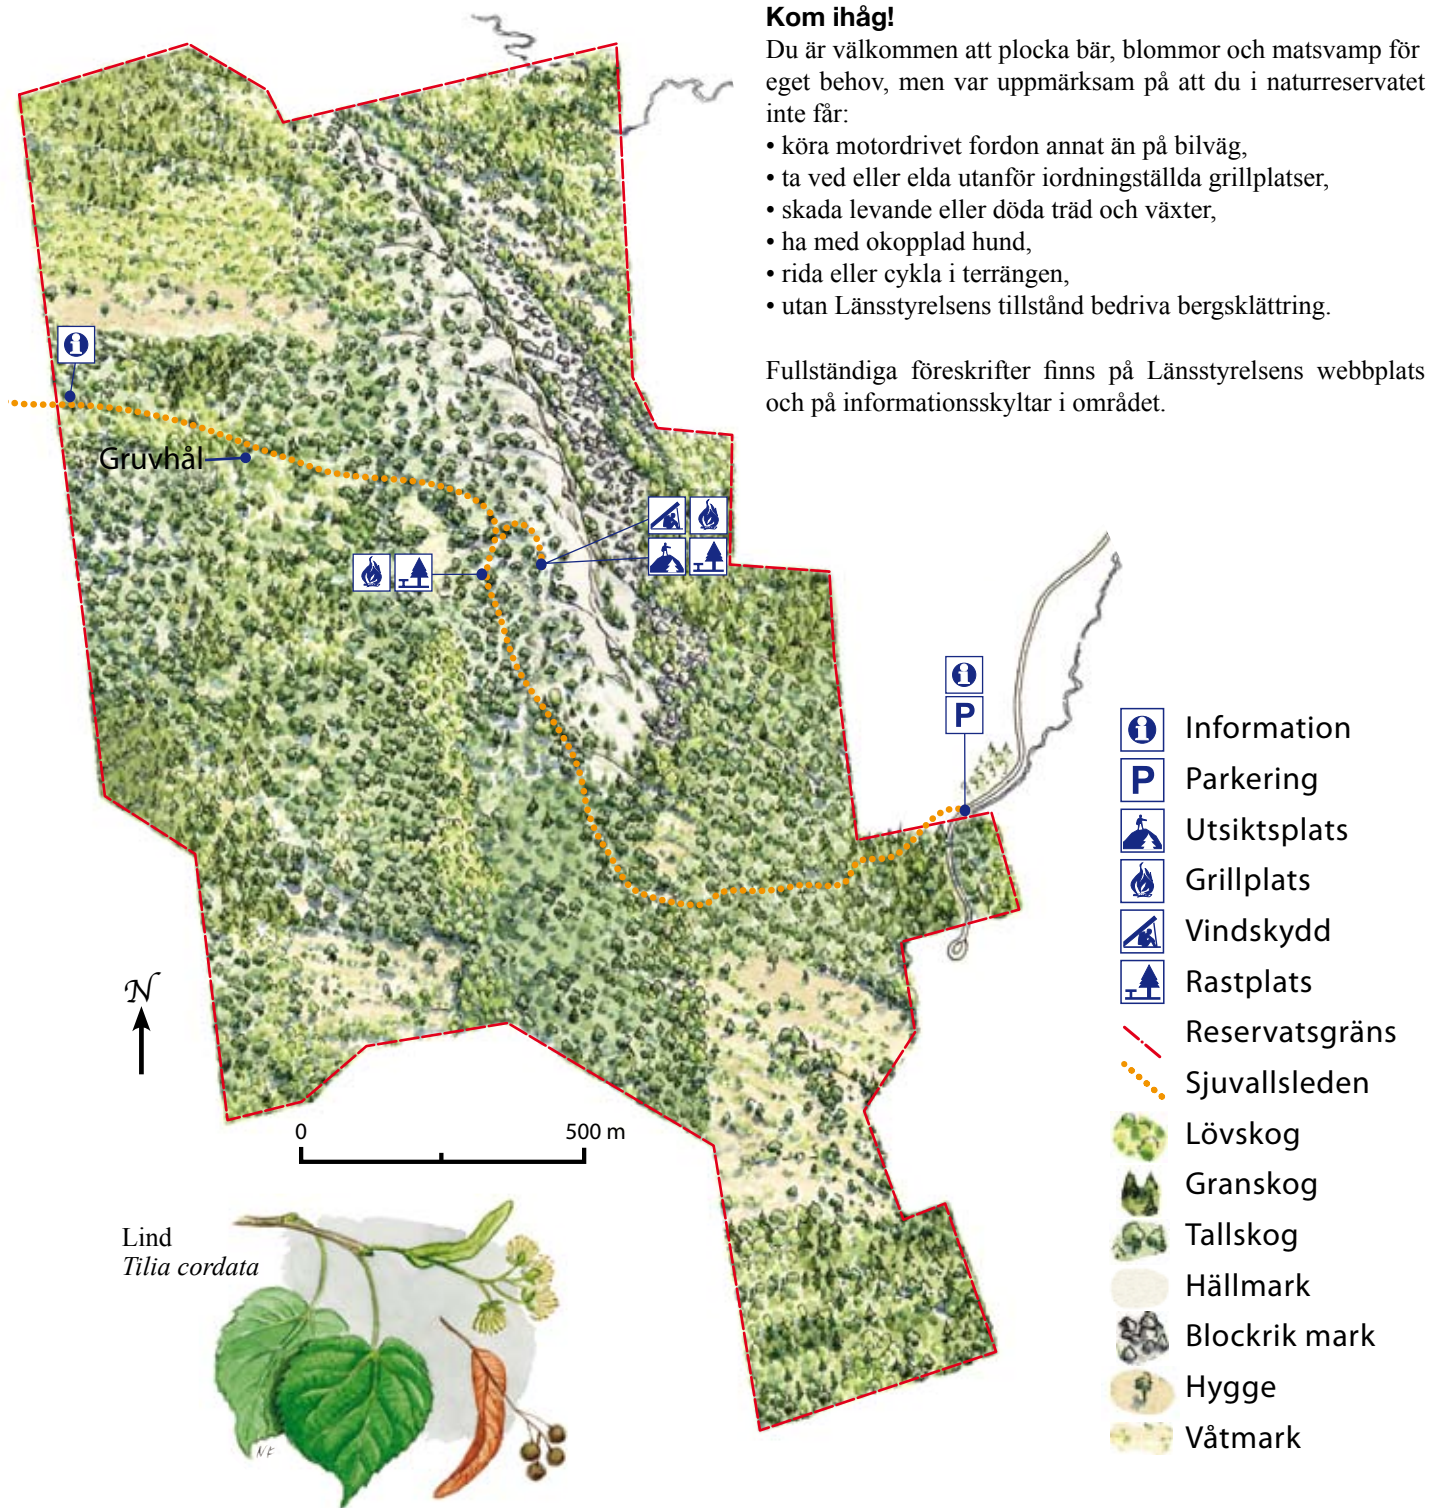 Kom ihåg!
Du är välkommen att plocka bär, blommor och matsvamp för
eget behov, men var uppmärksam på att du i naturreservatet
inte får:
• köra motordrivet fordon annat än på bilväg,
• ta ved eller elda utanför iordningställda grillplatser,
• skada levande eller döda träd och växter,
• ha med okopplad hund,
• rida eller cykla i terrängen,
• utan Länsstyrelsens tillstånd bedriva bergsklättring.
Fullständiga föreskrifter finns på Länsstyrelsens webbplats
och på informationsskyltar i området.
Gruvhål
P
Information
P Parkering
Utsiktsplats
Grillplats
Vindskydd
Rastplats
Reservatsgräns
Sjuvallsleden
Lövskog
Granskog
Tallskog
Hällmark
Blockrik mark
Hygge
Våtmark
N
0 500 m
Lind
Tilia cordata
NF